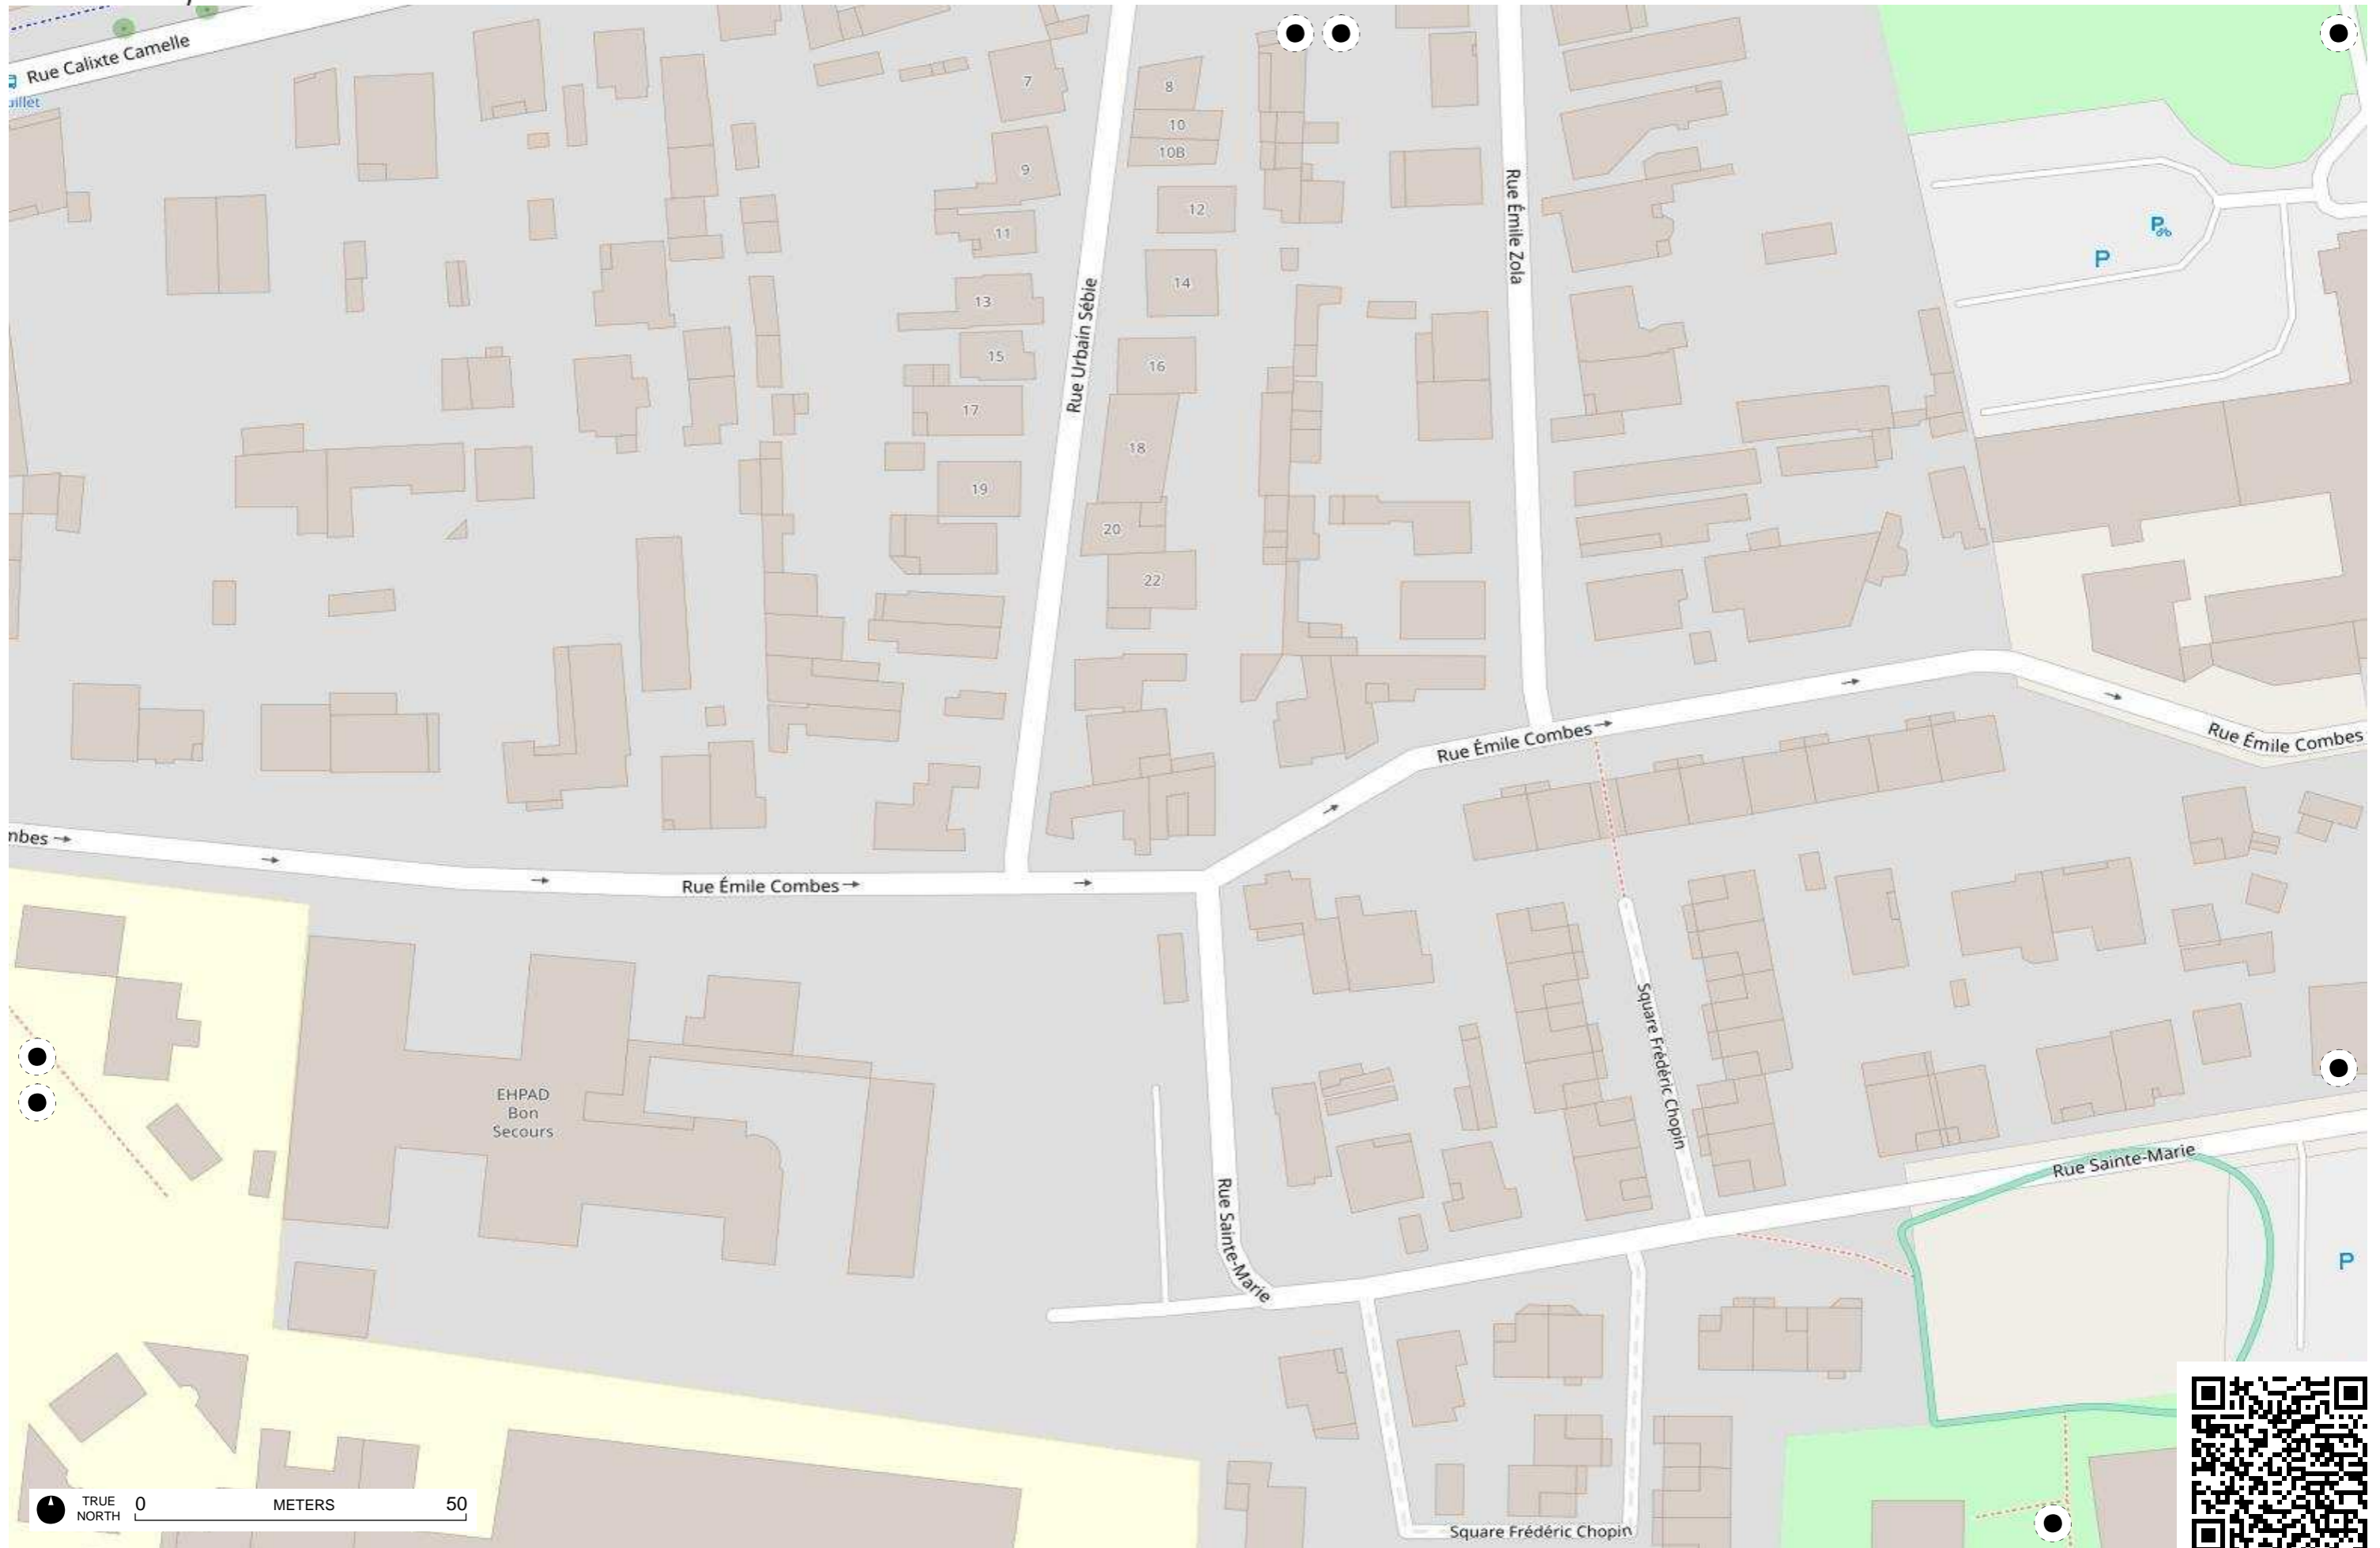 Rue Calixte Camelle
uillet
7
8
10
10B
9
12
11
14
13
15
16
17
18
19
20
22
Rue Urbain Sébie
Rue Émile Zola
P
P
Rue Émile Combes
Rue Émile Combes
mbes
Rue Émile Combes
Square Frédéric Chopin
EHPAD
Bon
Secours
Rue Sainte-Marie
Rue Sainte-Marie
P
Square Frédéric Chopin
TRUE
NORTH
0
METERS
50